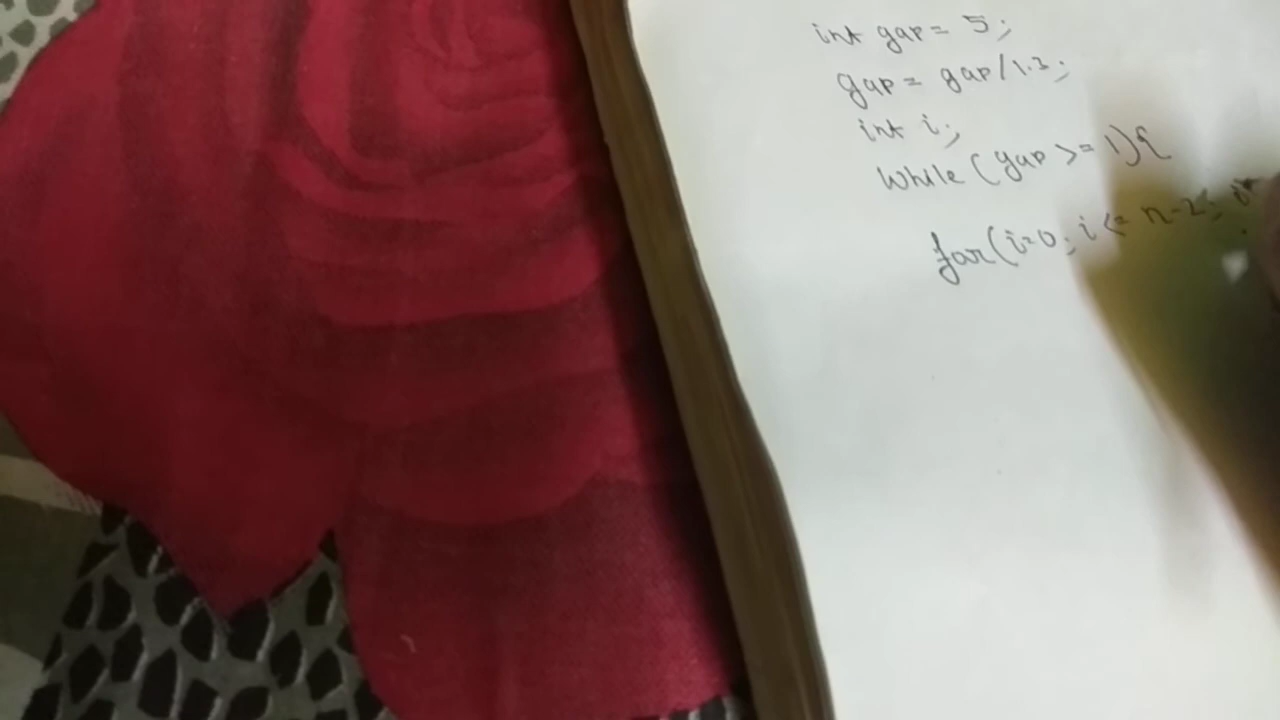 int gap = 5;
gap = gap/1.3;
int i;
While (gap >= 1){
for(i=0; i <= n-2; i